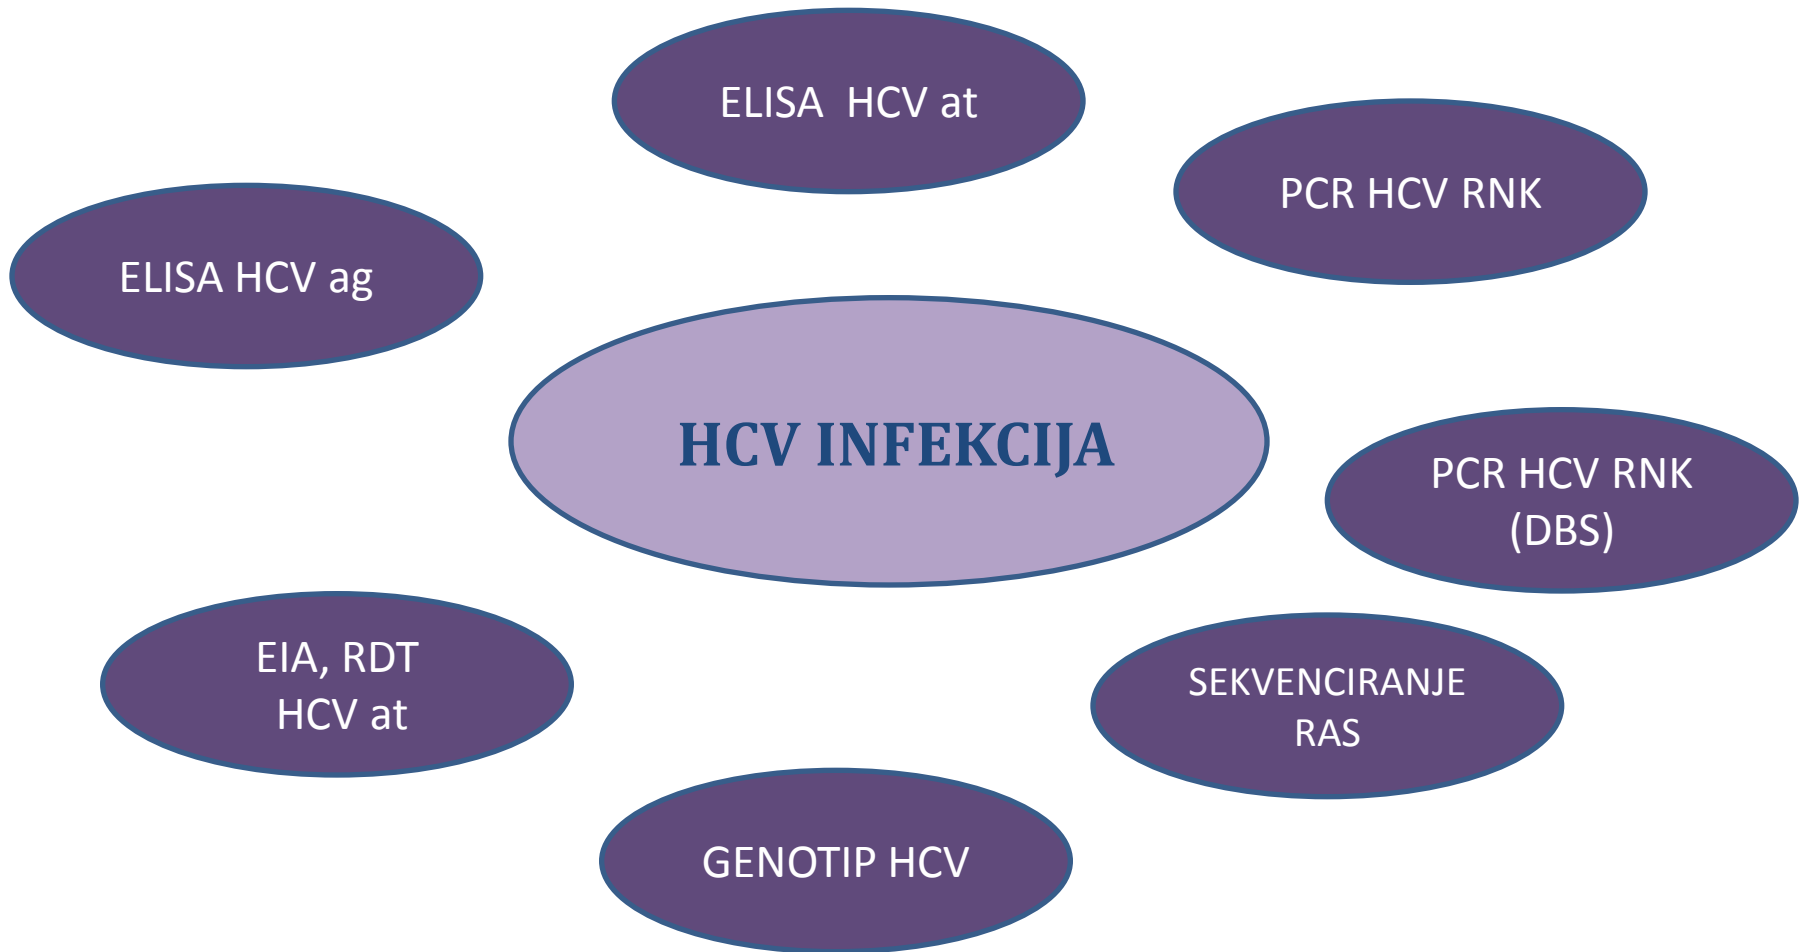 ELISA  HCV at
PCR HCV RNK
ELISA HCV ag
HCV INFEKCIJA
PCR HCV RNK
(DBS)
EIA, RDT
HCV at
SEKVENCIRANJE
RAS
GENOTIP HCV